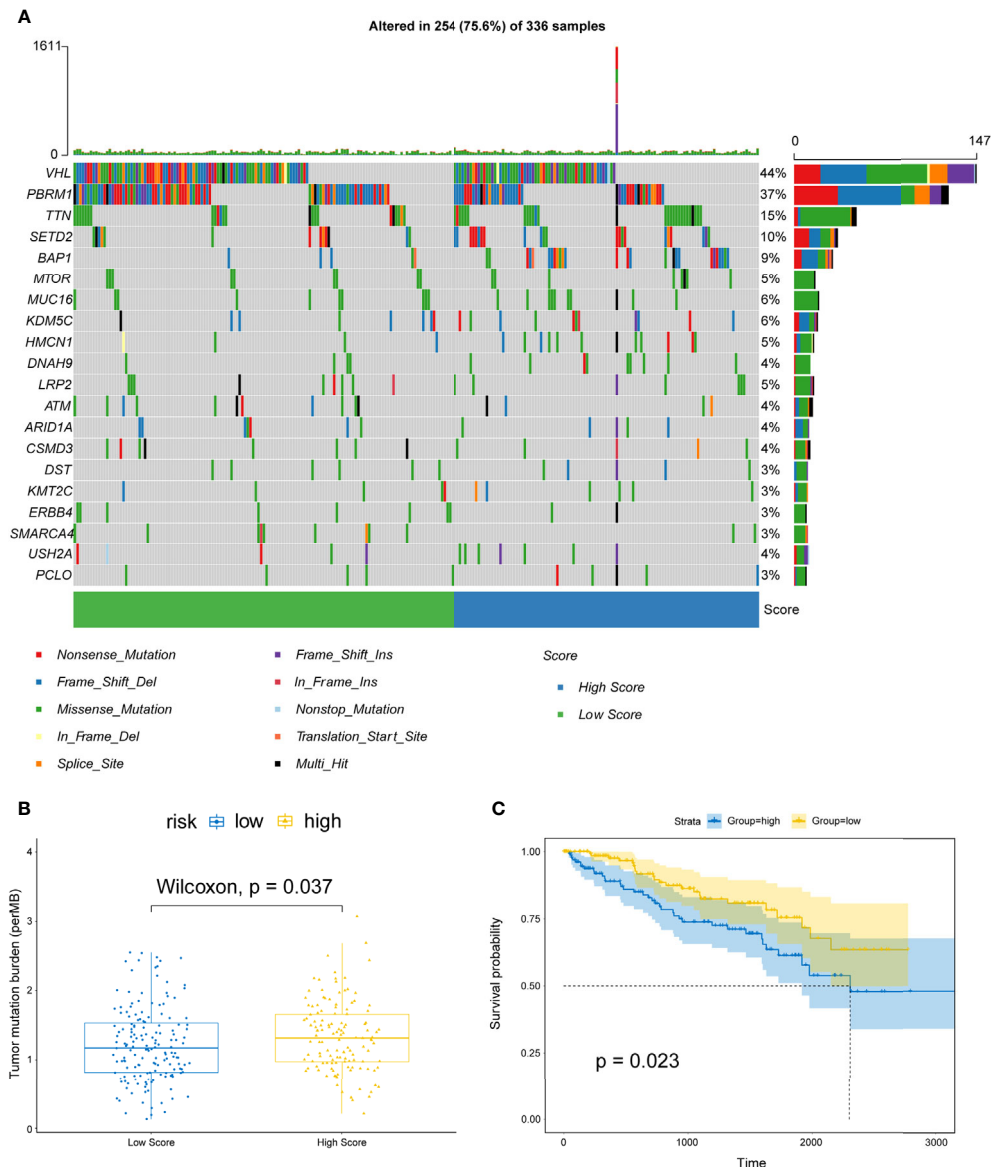 A
Altered in 254 (75.6%) of 336 samples
1611
0
0 147
VHL 44%
PBRM1 37%
TTN 15%
SETD2 10%
BAP1 9%
MTOR 5%
MUC16 6%
KDM5C 6%
HMCN1 5%
DNAH9 4%
LRP2 5%
ATM 4%
ARID1A 4%
CSMD3 4%
DST 3%
KMT2C 3%
ERBB4 3%
SMARCA4 3%
USH2A 4%
PCLO 3%
Score
Nonsense_Mutation
Frame_Shift_Del
Missense_Mutation
In_Frame_Del
Splice_Site
Frame_Shift_Ins
In_Frame_Ins
Nonstop_Mutation
Translation_Start_Site
Multi_Hit
Score
High Score
Low Score
B
risk low high
Wilcoxon, p = 0.037
Tumor mutation burden (perMB)
4
3
2
1
0
Low Score High Score
C
Strata Group=high Group=low
Survival probability
1.00
0.75
0.50
0.25
0.00
p = 0.023
0 1000 2000 3000
Time